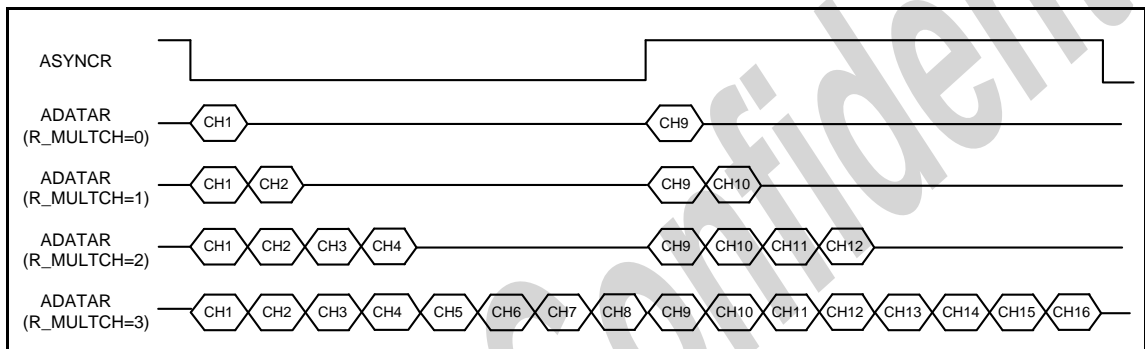 ASYNCR
ADATAR
(R_MULTCH=0)
CH1 CH9
ADATAR
(R_MULTCH=1)
CH1 CH2 CH9 CH10
ADATAR
(R_MULTCH=2)
CH1 CH2 CH3 CH4 CH9 CH10 CH11 CH12
ADATAR
(R_MULTCH=3)
CH1 CH2 CH3 CH4 CH5 CH6 CH7 CH8 CH9 CH10 CH11 CH12 CH13 CH14 CH15 CH16
Confident